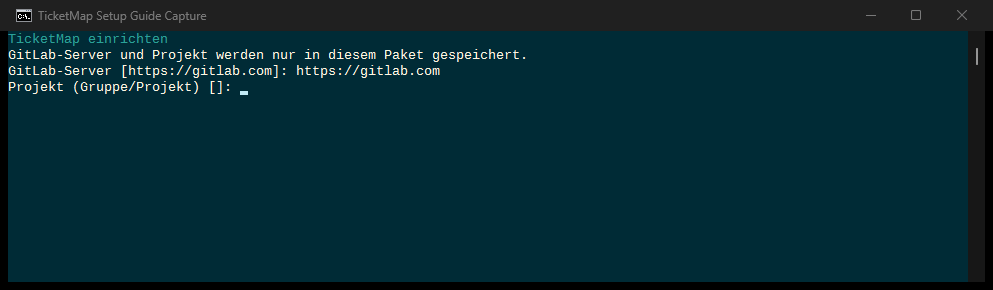 TicketMap Setup Guide Capture
TicketMap einrichten
GitLab-Server und Projekt werden nur in diesem Paket gespeichert.
GitLab-Server [https://gitlab.com]: https://gitlab.com
Projekt (Gruppe/Projekt) []: